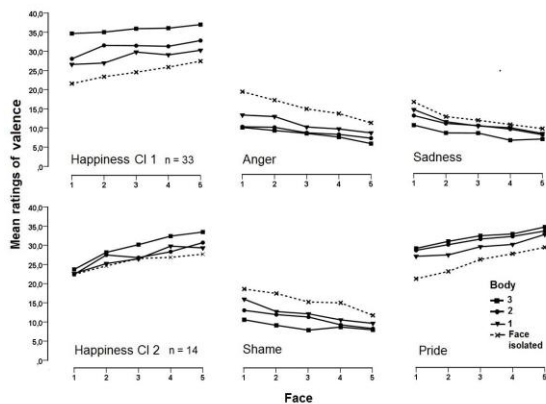 Mean ratings of valence
40,0
35,0
30,0
25,0
20,0
15,0
10,0
5,0
,0
Happiness Cl 1 n = 33
1 2 3 4 5
Anger
1 2 3 4 5
Sadness
1 2 3 4 5
40,0
35,0
30,0
25,0
20,0
15,0
10,0
5,0
,0
Happiness Cl 2 n = 14
1 2 3 4 5
Shame
1 2 3 4 5
Pride
1 2 3 4 5
Body
3
2
1
Face
isolated
Face